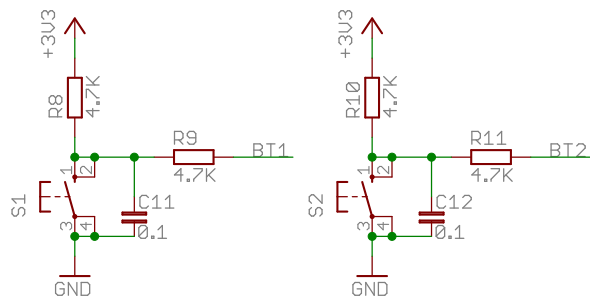 +3V3
R8
4.7K
R9
4.7K
BT1
1
2
S1
3
4
C11
0.1
GND
+3V3
R10
4.7K
R11
4.7K
BT2
1
2
S2
3
4
C12
0.1
GND